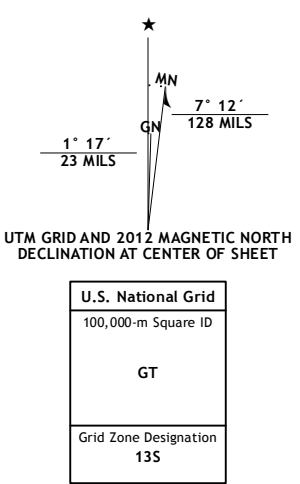 ★
MN
GN
7° 12´
128 MILS
1° 17´
23 MILS
UTM GRID AND 2012 MAGNETIC NORTH
DECLINATION AT CENTER OF SHEET
U.S. National Grid
100,000-m Square ID
GT
Grid Zone Designation
13S